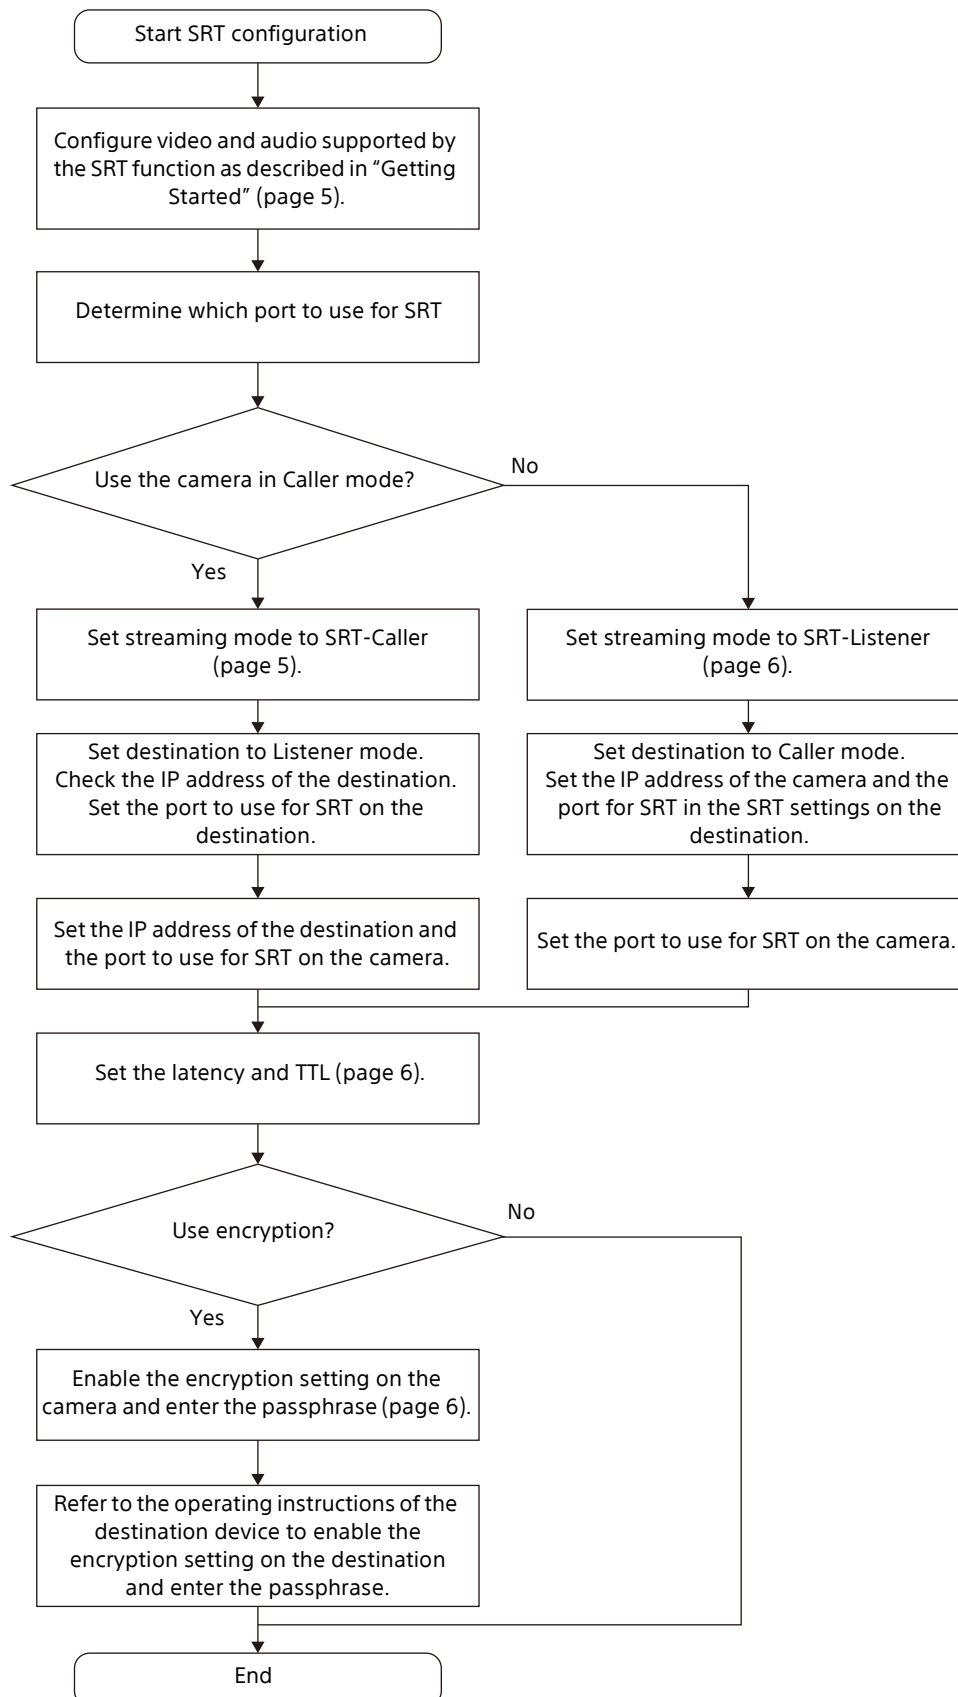 Start SRT configuration
Configure video and audio supported by
the SRT function as described in “Getting
Started” (page 5).
Determine which port to use for SRT
Use the camera in Caller mode?
No
Yes
Set streaming mode to SRT-Caller
(page 5).
Set streaming mode to SRT-Listener
(page 6).
Set destination to Listener mode.
Check the IP address of the destination.
Set the port to use for SRT on the
destination.
Set destination to Caller mode.
Set the IP address of the camera and the
port for SRT in the SRT settings on the
destination.
Set the IP address of the destination and
the port to use for SRT on the camera.
Set the port to use for SRT on the camera.
Set the latency and TTL (page 6).
Use encryption?
No
Yes
Enable the encryption setting on the
camera and enter the passphrase (page 6).
Refer to the operating instructions of the
destination device to enable the
encryption setting on the destination
and enter the passphrase.
End